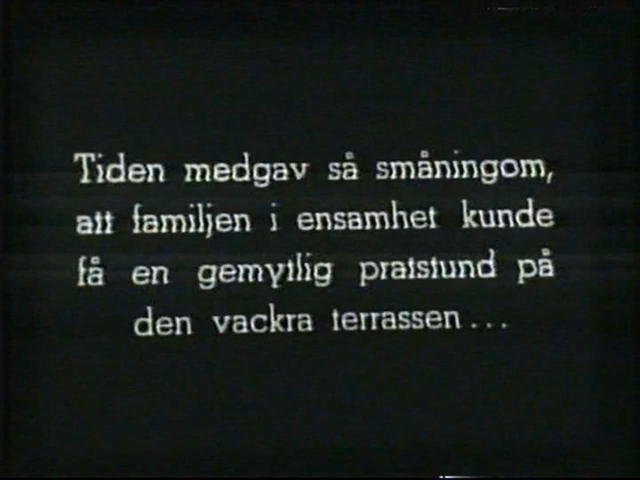 Tiden medgav så småningom,
att familjen i ensamhet kunde
få en gemytlig pratstund på
den vackra terrassen...